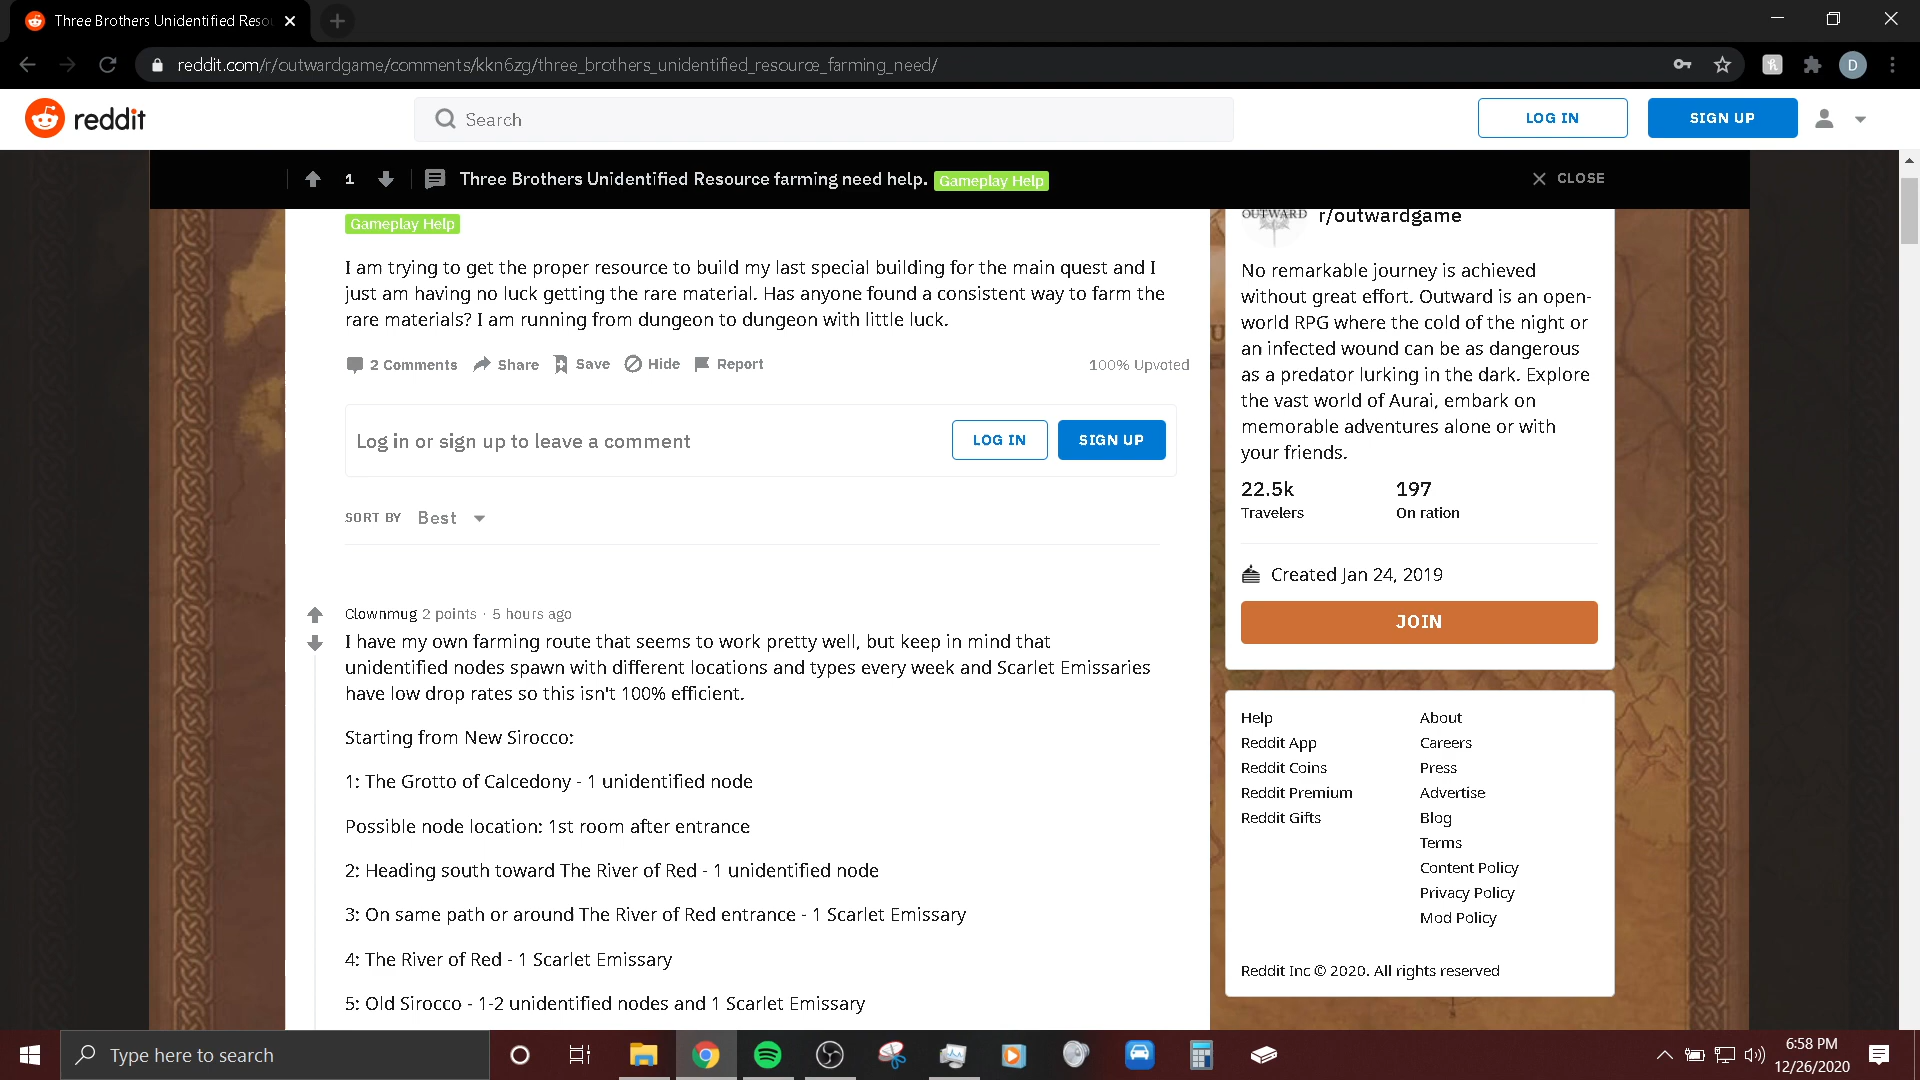 Three Brothers Unidentified Reso
reddit.com/r/outwardgame/comments/kkn6zg/three_brothers_unidentified_resource_farming_need/
D
reddit
Search
LOG IN
SIGN UP
1
Three Brothers Unidentified Resource farming need help. Gameplay Help
CLOSE
Gameplay Help
I am trying to get the proper resource to build my last special building for the main quest and I
just am having no luck getting the rare material. Has anyone found a consistent way to farm the
rare materials? I am running from dungeon to dungeon with little luck.
2 Comments Share Save Hide Report
100% Upvoted
Log in or sign up to leave a comment
LOG IN
SIGN UP
SORT BY Best
Clownmug 2 points · 5 hours ago
I have my own farming route that seems to work pretty well, but keep in mind that
unidentified nodes spawn with different locations and types every week and Scarlet Emissaries
have low drop rates so this isn't 100% efficient.
Starting from New Sirocco:
1: The Grotto of Calcedony - 1 unidentified node
Possible node location: 1st room after entrance
2: Heading south toward The River of Red - 1 unidentified node
3: On same path or around The River of Red entrance - 1 Scarlet Emissary
4: The River of Red - 1 Scarlet Emissary
5: Old Sirocco - 1-2 unidentified nodes and 1 Scarlet Emissary
OUTWARD
r/outwardgame
No remarkable journey is achieved
without great effort. Outward is an open-
world RPG where the cold of the night or
an infected wound can be as dangerous
as a predator lurking in the dark. Explore
the vast world of Aurai, embark on
memorable adventures alone or with
your friends.
22.5k 197
Travelers On ration
Created Jan 24, 2019
JOIN
Help About
Reddit App Careers
Reddit Coins Press
Reddit Premium Advertise
Reddit Gifts Blog
Terms
Content Policy
Privacy Policy
Mod Policy
Reddit Inc © 2020. All rights reserved
Type here to search
6:58 PM
12/26/2020